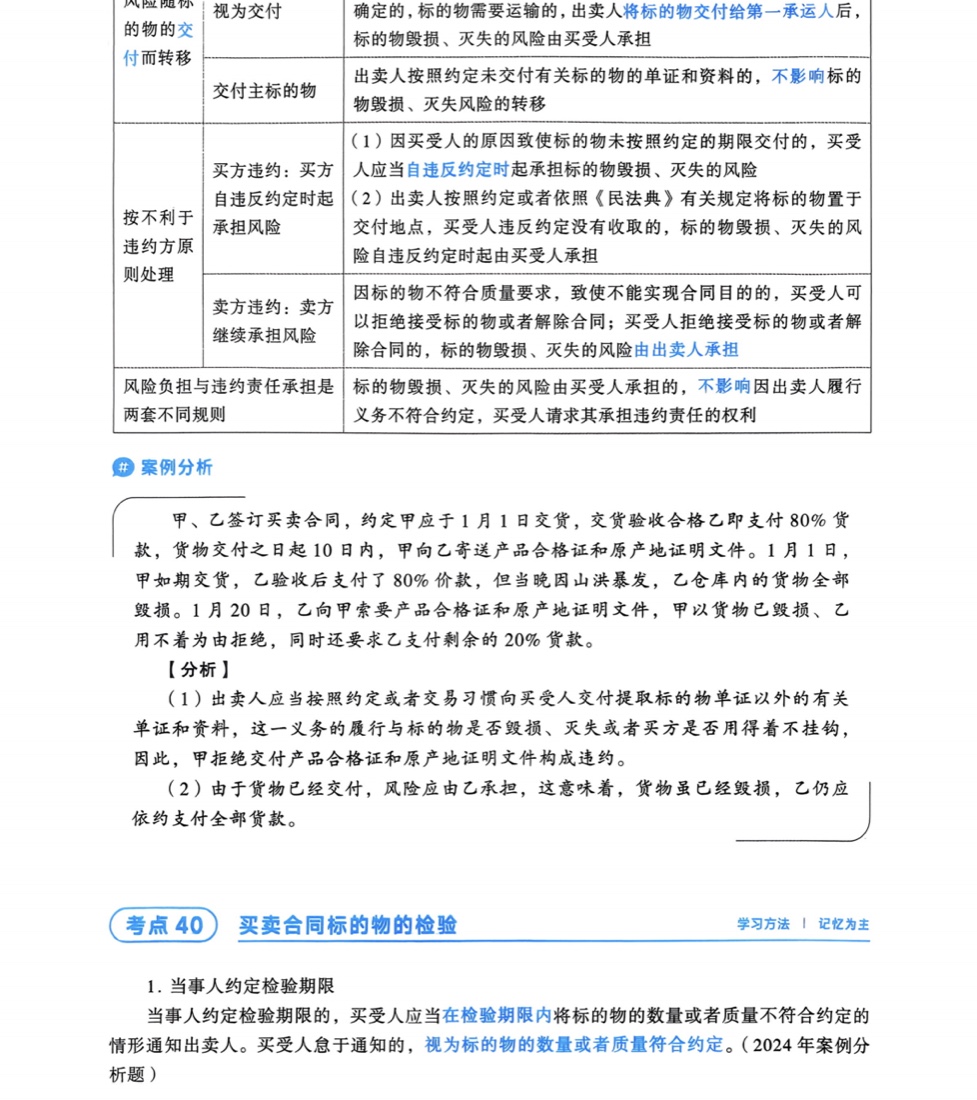 风险随标
的物的交
付而转移
视为交付
确定的，标的物需要运输的，出卖人将标的物交付给第一承运人后，
标的物毁损、灭失的风险由买受人承担
交付主标的物
出卖人按照约定未交付有关标的物的单证和资料的，不影响标的
物毁损、灭失风险的转移
按不利于
违约方原
则处理
买方违约：买方
自违反约定时起
承担风险
（1）因买受人的原因致使标的物未按照约定的期限交付的，买受
人应当自违反约定时起承担标的物毁损、灭失的风险
（2）出卖人按照约定或者依照《民法典》有关规定将标的物置于
交付地点，买受人违反约定没有收取的，标的物毁损、灭失的风
险自违反约定时起由买受人承担
卖方违约：卖方
继续承担风险
因标的物不符合质量要求，致使不能实现合同目的的，买受人可
以拒绝接受标的物或者解除合同；买受人拒绝接受标的物或者解
除合同的，标的物毁损、灭失的风险由出卖人承担
风险负担与违约责任承担是
两套不同规则
标的物毁损、灭失的风险由买受人承担的，不影响因出卖人履行
义务不符合约定，买受人请求其承担违约责任的权利
# 案例分析
甲、乙签订买卖合同，约定甲应于1月1日交货，交货验收合格乙即支付80%货
款，货物交付之日起10日内，甲向乙寄送产品合格证和原产地证明文件。1月1日，
甲如期交货，乙验收后支付了80%价款，但当晚因山洪暴发，乙仓库内的货物全部
毁损。1月20日，乙向甲索要产品合格证和原产地证明文件，甲以货物已毁损、乙
用不着为由拒绝，同时还要求乙支付剩余的20%货款。
【分析】
（1）出卖人应当按照约定或者交易习惯向买受人交付提取标的物单证以外的有关
单证和资料，这一义务的履行与标的物是否毁损、灭失或者买方是否用得着不挂钩，
因此，甲拒绝交付产品合格证和原产地证明文件构成违约。
（2）由于货物已经交付，风险应由乙承担，这意味着，货物虽已经毁损，乙仍应
依约支付全部货款。
考点 40 买卖合同标的物的检验 学习方法 | 记忆为主
1. 当事人约定检验期限
当事人约定检验期限的，买受人应当在检验期限内将标的物的数量或者质量不符合约定的
情形通知出卖人。买受人怠于通知的，视为标的物的数量或者质量符合约定。（2024年案例分
析题）